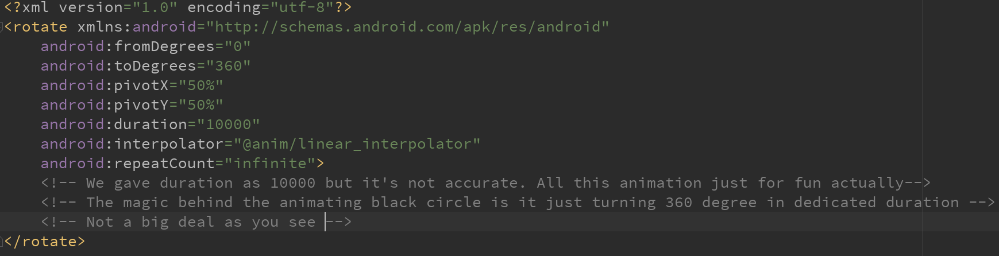 <?xml version="1.0" encoding="utf-8"?>
<rotate xmlns:android="http://schemas.android.com/apk/res/android"
    android:fromDegrees="0"
    android:toDegrees="360"
    android:pivotX="50%"
    android:pivotY="50%"
    android:duration="10000"
    android:interpolator="@anim/linear_interpolator"
    android:repeatCount="infinite">
    <!-- We gave duration as 10000 but it's not accurate. All this animation just for fun actually-->
    <!-- The magic behind the animating black circle is it just turning 360 degree in dedicated duration -->
    <!-- Not a big deal as you see -->
</rotate>